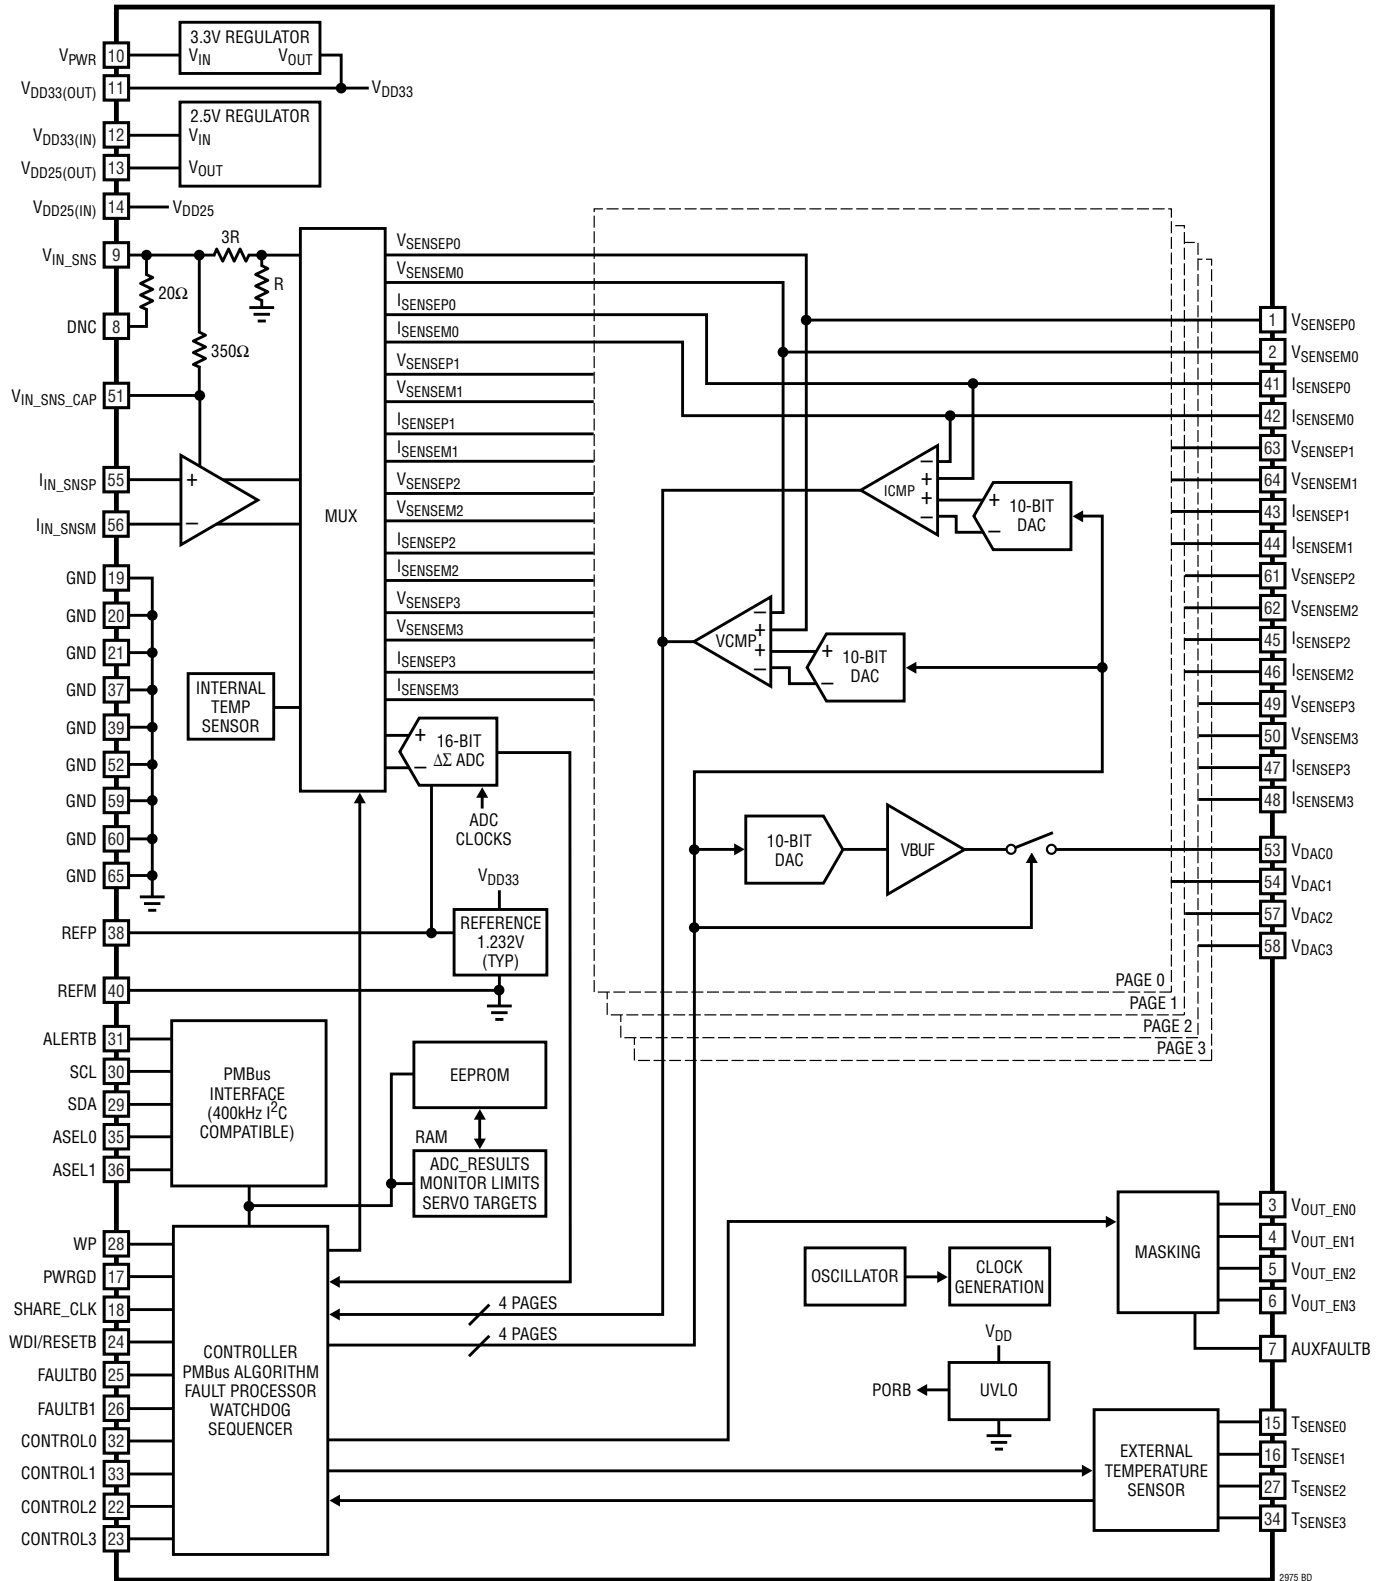 3.3V REGULATOR
VIN VOUT
VPWR 10
VDD33(OUT) 11
VDD33
2.5V REGULATOR
VDD33(IN) 12
VIN
VDD25(OUT) 13
VOUT
VDD25(IN) 14
VDD25
VIN_SNS 9
3R
R
20Ω
DNC 8
350Ω
VIN_SNS_CAP 51
IIN_SNSP 55
+
IIN_SNSM 56
–
MUX
GND 19
GND 20
GND 21
GND 37
GND 39
GND 52
GND 59
GND 60
GND 65
INTERNAL
TEMP
SENSOR
VSENSEP0
VSENSEM0
ISENSEP0
ISENSEM0
VSENSEP1
VSENSEM1
ISENSEP1
ISENSEM1
VSENSEP2
VSENSEM2
ISENSEP2
ISENSEM2
VSENSEP3
VSENSEM3
ISENSEP3
ISENSEM3
+
–
16-BIT
ΔΣ ADC
ADC
CLOCKS
VDD33
REFERENCE
1.232V
(TYP)
REFP 38
REFM 40
ICMP
–
+
+
–
+
–
10-BIT
DAC
VCMP
–
+
+
–
+
–
10-BIT
DAC
10-BIT
DAC
VBUF
PAGE 0
PAGE 1
PAGE 2
PAGE 3
1 VSENSEP0
2 VSENSEM0
41 ISENSEP0
42 ISENSEM0
63 VSENSEP1
64 VSENSEM1
43 ISENSEP1
44 ISENSEM1
61 VSENSEP2
62 VSENSEM2
45 ISENSEP2
46 ISENSEM2
49 VSENSEP3
50 VSENSEM3
47 ISENSEP3
48 ISENSEM3
53 VDAC0
54 VDAC1
57 VDAC2
58 VDAC3
ALERTB 31
SCL 30
SDA 29
ASEL0 35
ASEL1 36
PMBus
INTERFACE
(400kHz I2C
COMPATIBLE)
EEPROM
RAM
ADC_RESULTS
MONITOR LIMITS
SERVO TARGETS
WP 28
PWRGD 17
SHARE_CLK 18
WDI/RESETB 24
FAULTB0 25
FAULTB1 26
CONTROL0 32
CONTROL1 33
CONTROL2 22
CONTROL3 23
CONTROLLER
PMBus ALGORITHM
FAULT PROCESSOR
WATCHDOG
SEQUENCER
4 PAGES
4 PAGES
OSCILLATOR
CLOCK
GENERATION
VDD
UVLO
PORB
MASKING
3 VOUT_EN0
4 VOUT_EN1
5 VOUT_EN2
6 VOUT_EN3
7 AUXFAULTB
EXTERNAL
TEMPERATURE
SENSOR
15 TSENSE0
16 TSENSE1
27 TSENSE2
34 TSENSE3
2975 BD